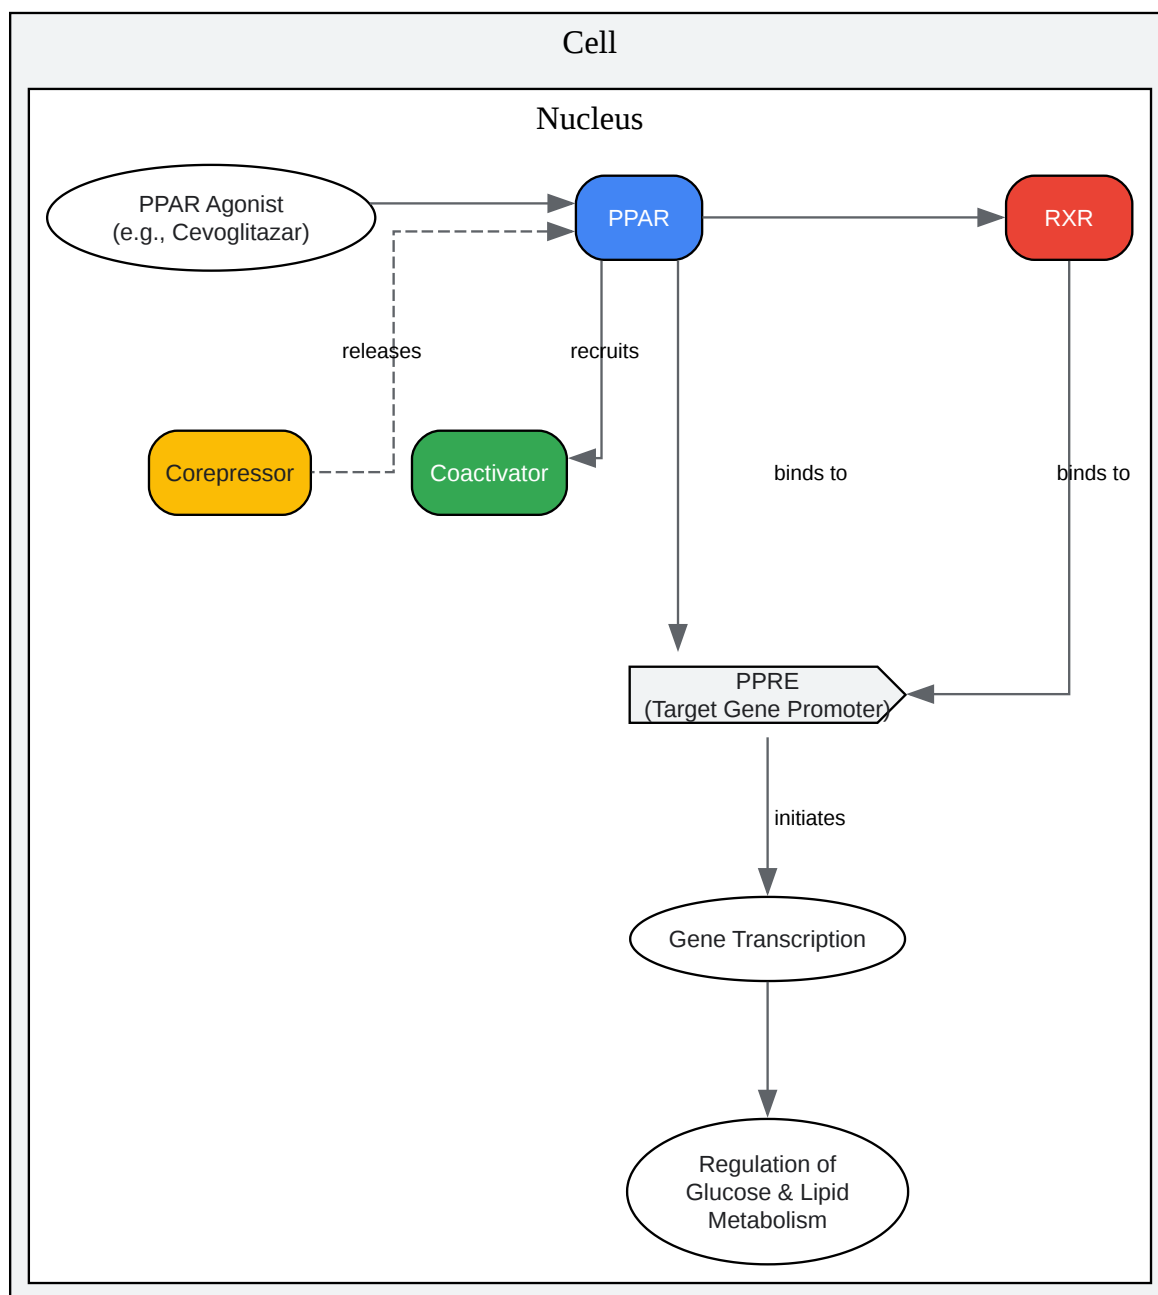 Cell
Nucleus
PPAR Agonist
(e.g., Cevoglitazar)
PPAR
RXR
releases
recruits
Corepressor
Coactivator
binds to
binds to
PPRE
(Target Gene Promoter)
initiates
Gene Transcription
Regulation of
Glucose & Lipid
Metabolism